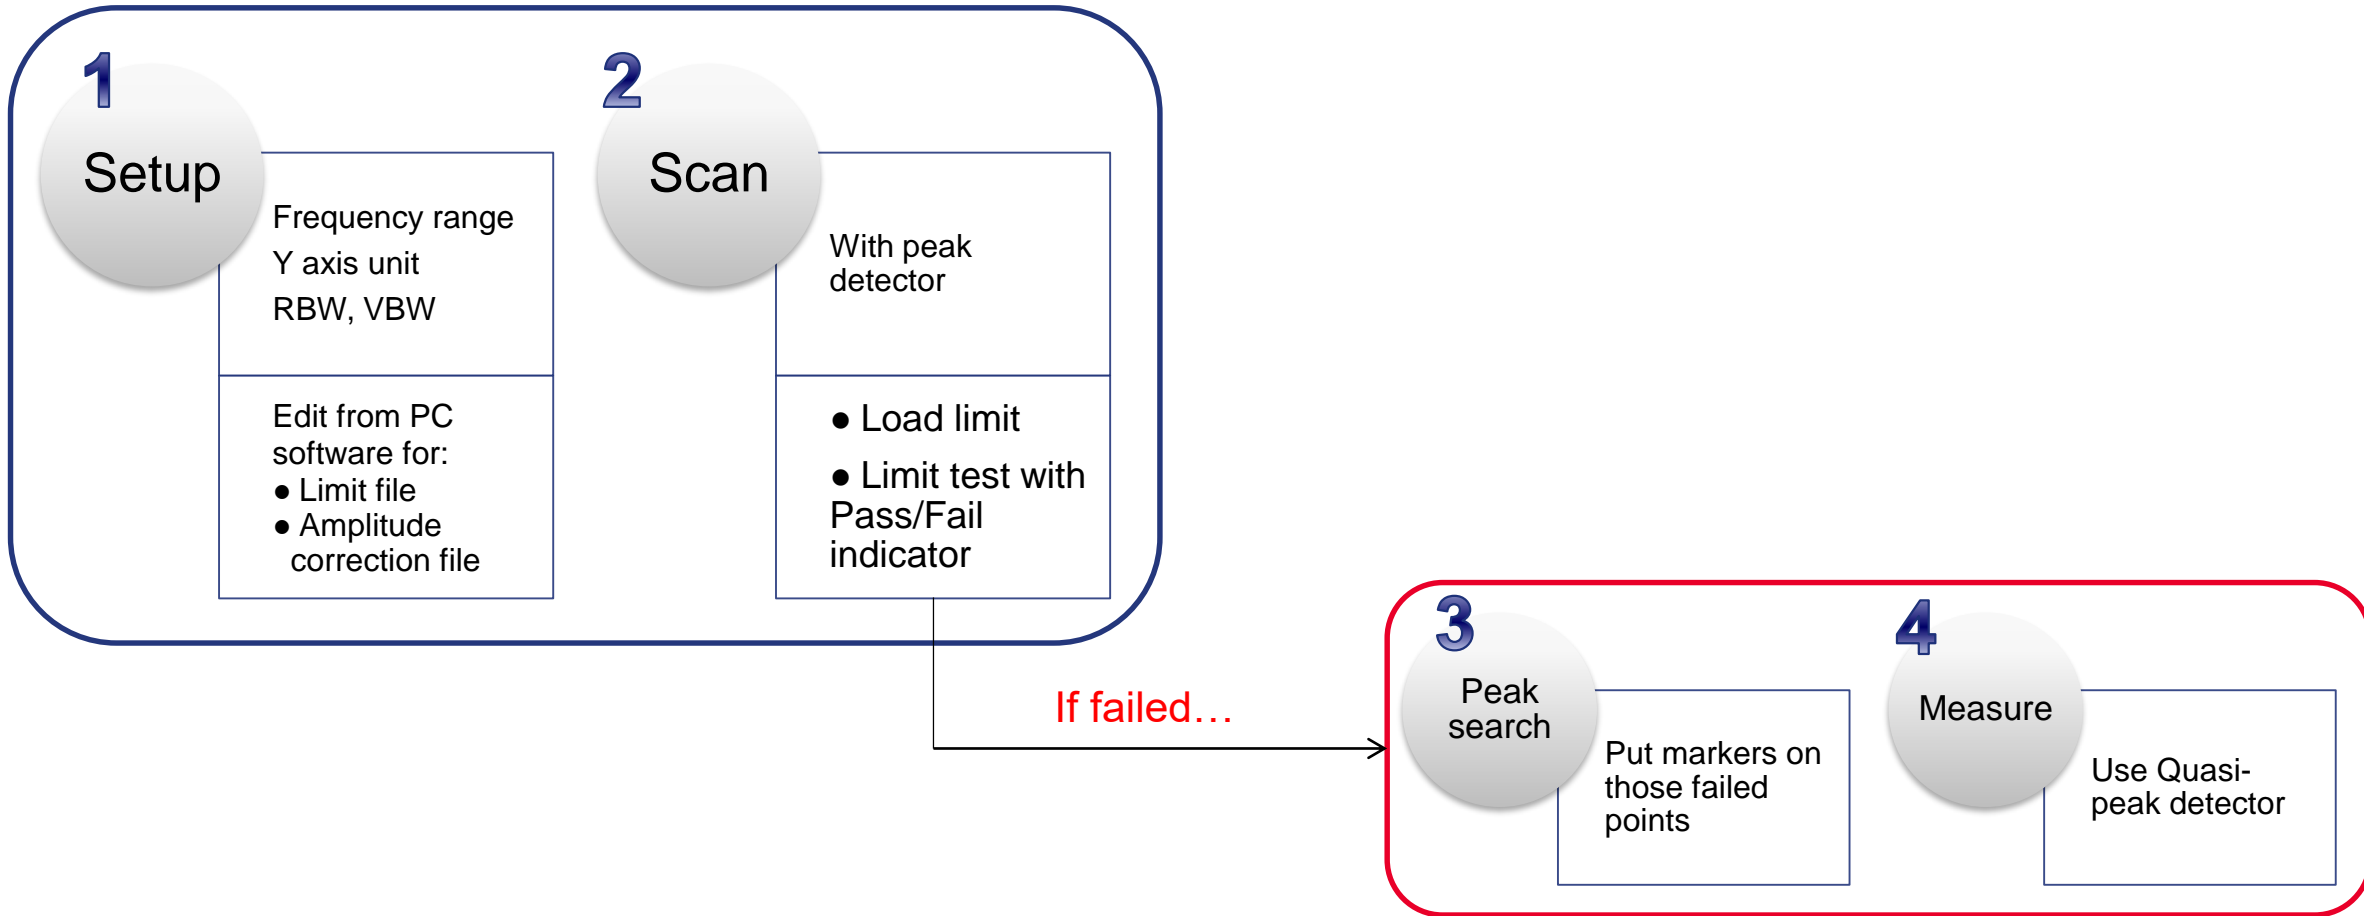 1
Setup
Frequency range
Y axis unit
RBW, VBW
Edit from PC
software for:
● Limit file
● Amplitude
correction file
2
Scan
With peak
detector
● Load limit
● Limit test with
Pass/Fail
indicator
If failed...
3
Peak
search
Put markers on
those failed
points
4
Measure
Use Quasi-
peak detector